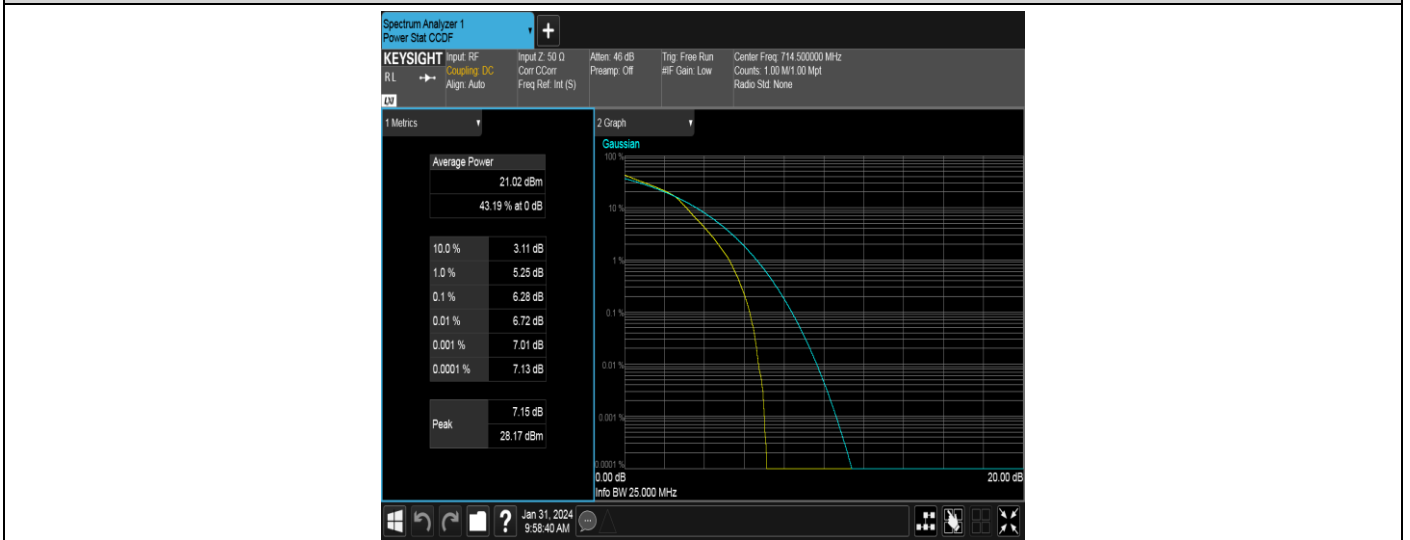 Spectrum Analyzer 1
Power Stat CCDF
+
KEYSIGHT
RL
LXI
Input: RF
Coupling: DC
Align: Auto
Input Z: 50 Ω
Corr CCorr
Freq Ref: Int (S)
Atten: 46 dB
Preamp: Off
Trig: Free Run
#IF Gain: Low
Center Freq: 714.500000 MHz
Counts: 1.00 M/1.00 Mpt
Radio Std: None
1 Metrics
Average Power
21.02 dBm
43.19 % at 0 dB
10.0 % 3.11 dB
1.0 % 5.25 dB
0.1 % 6.28 dB
0.01 % 6.72 dB
0.001 % 7.01 dB
0.0001 % 7.13 dB
Peak
7.15 dB
28.17 dBm
2 Graph
Gaussian
100 %
10 %
1 %
0.1 %
0.01 %
0.001 %
0.0001 %
0.00 dB 20.00 dB
Info BW 25.000 MHz
?
Jan 31, 2024
9:58:40 AM